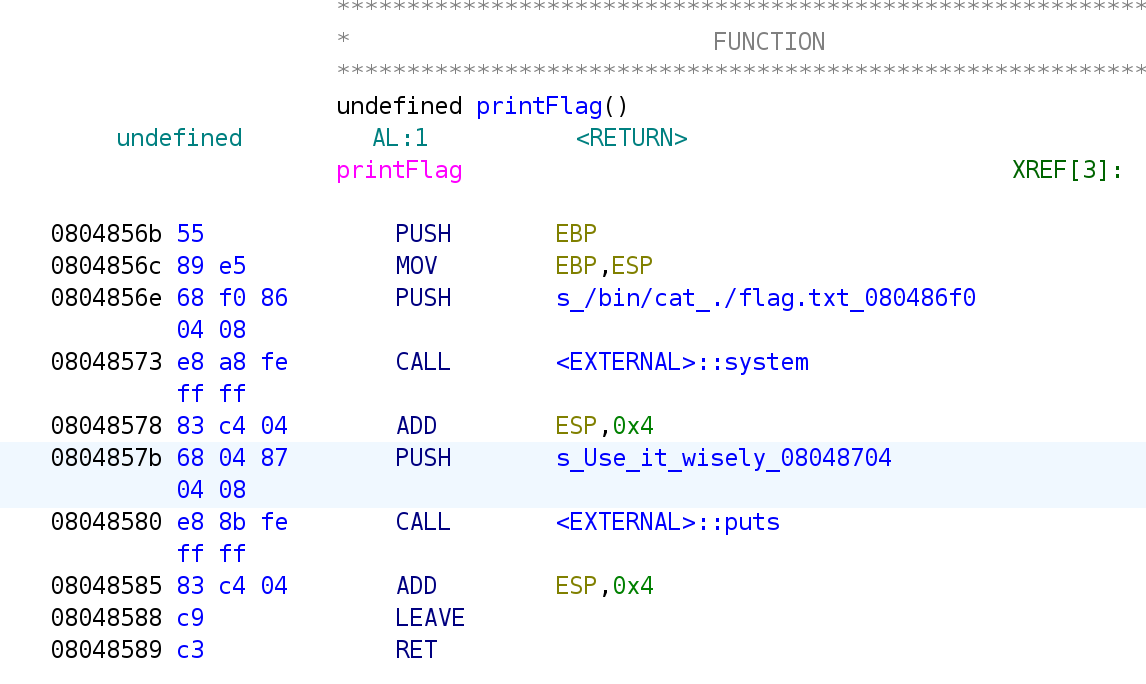 **********************************************************
* FUNCTION
**********************************************************
undefined printFlag()
undefined AL:1 <RETURN>
printFlag XREF[3]:
0804856b 55 PUSH EBP
0804856c 89 e5 MOV EBP,ESP
0804856e 68 f0 86 PUSH s_/bin/cat_./flag.txt_080486f0
04 08
08048573 e8 a8 fe CALL <EXTERNAL>::system
ff ff
08048578 83 c4 04 ADD ESP,0x4
0804857b 68 04 87 PUSH s_Use_it_wisely_08048704
04 08
08048580 e8 8b fe CALL <EXTERNAL>::puts
ff ff
08048585 83 c4 04 ADD ESP,0x4
08048588 c9 LEAVE
08048589 c3 RET